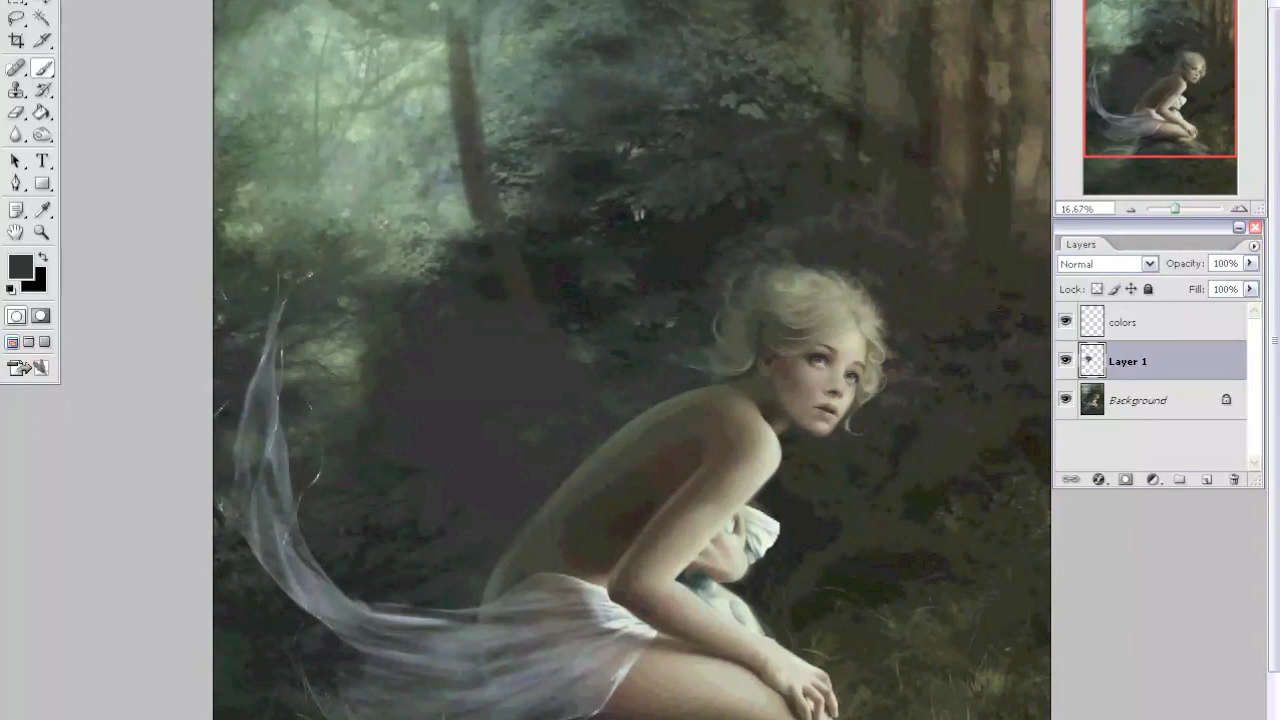 16.67%
Layers
Normal Opacity: 100%
Lock: Fill: 100%
colors
Layer 1
Background